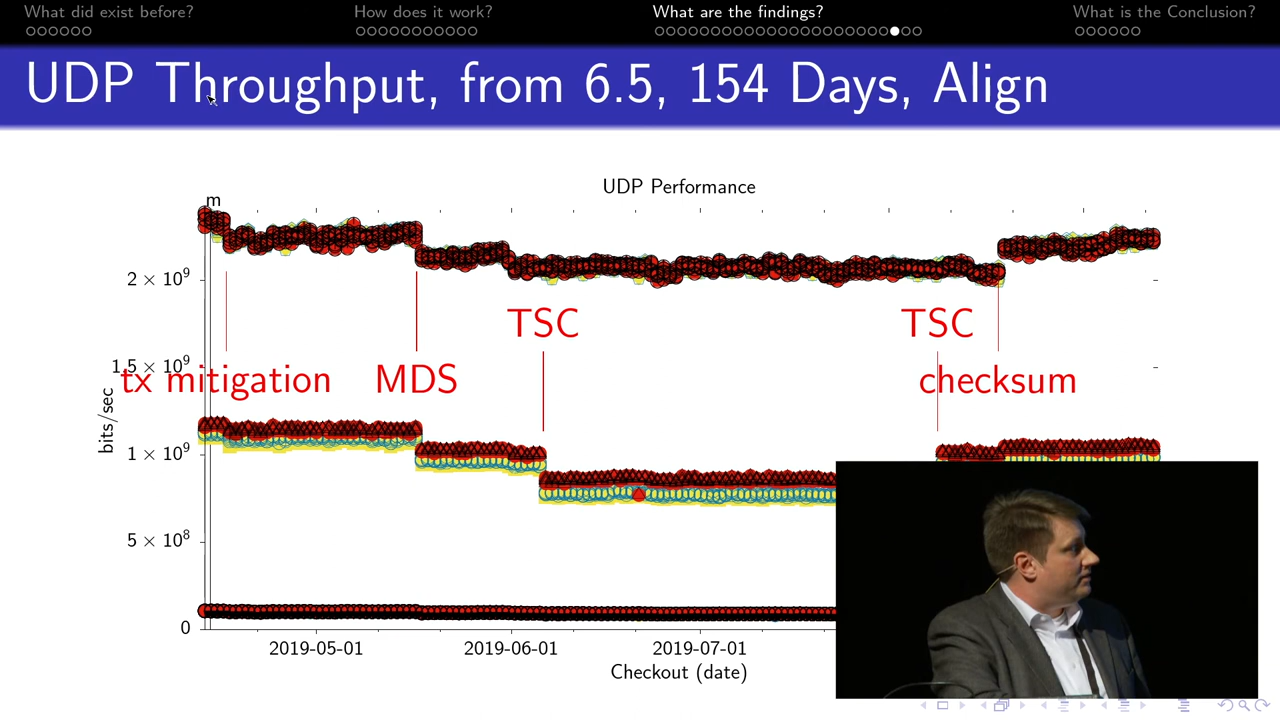 What did exist before? How does it work? What are the findings? What is the Conclusion?
UDP Throughput, from 6.5, 154 Days, Align
UDP Performance
m
2 × 10⁹
TSC TSC
1.5 × 10⁹
tx mitigation MDS checksum
bits/sec
1 × 10⁹
5 × 10⁸
0
2019-05-01 2019-06-01 2019-07-01
Checkout (date)